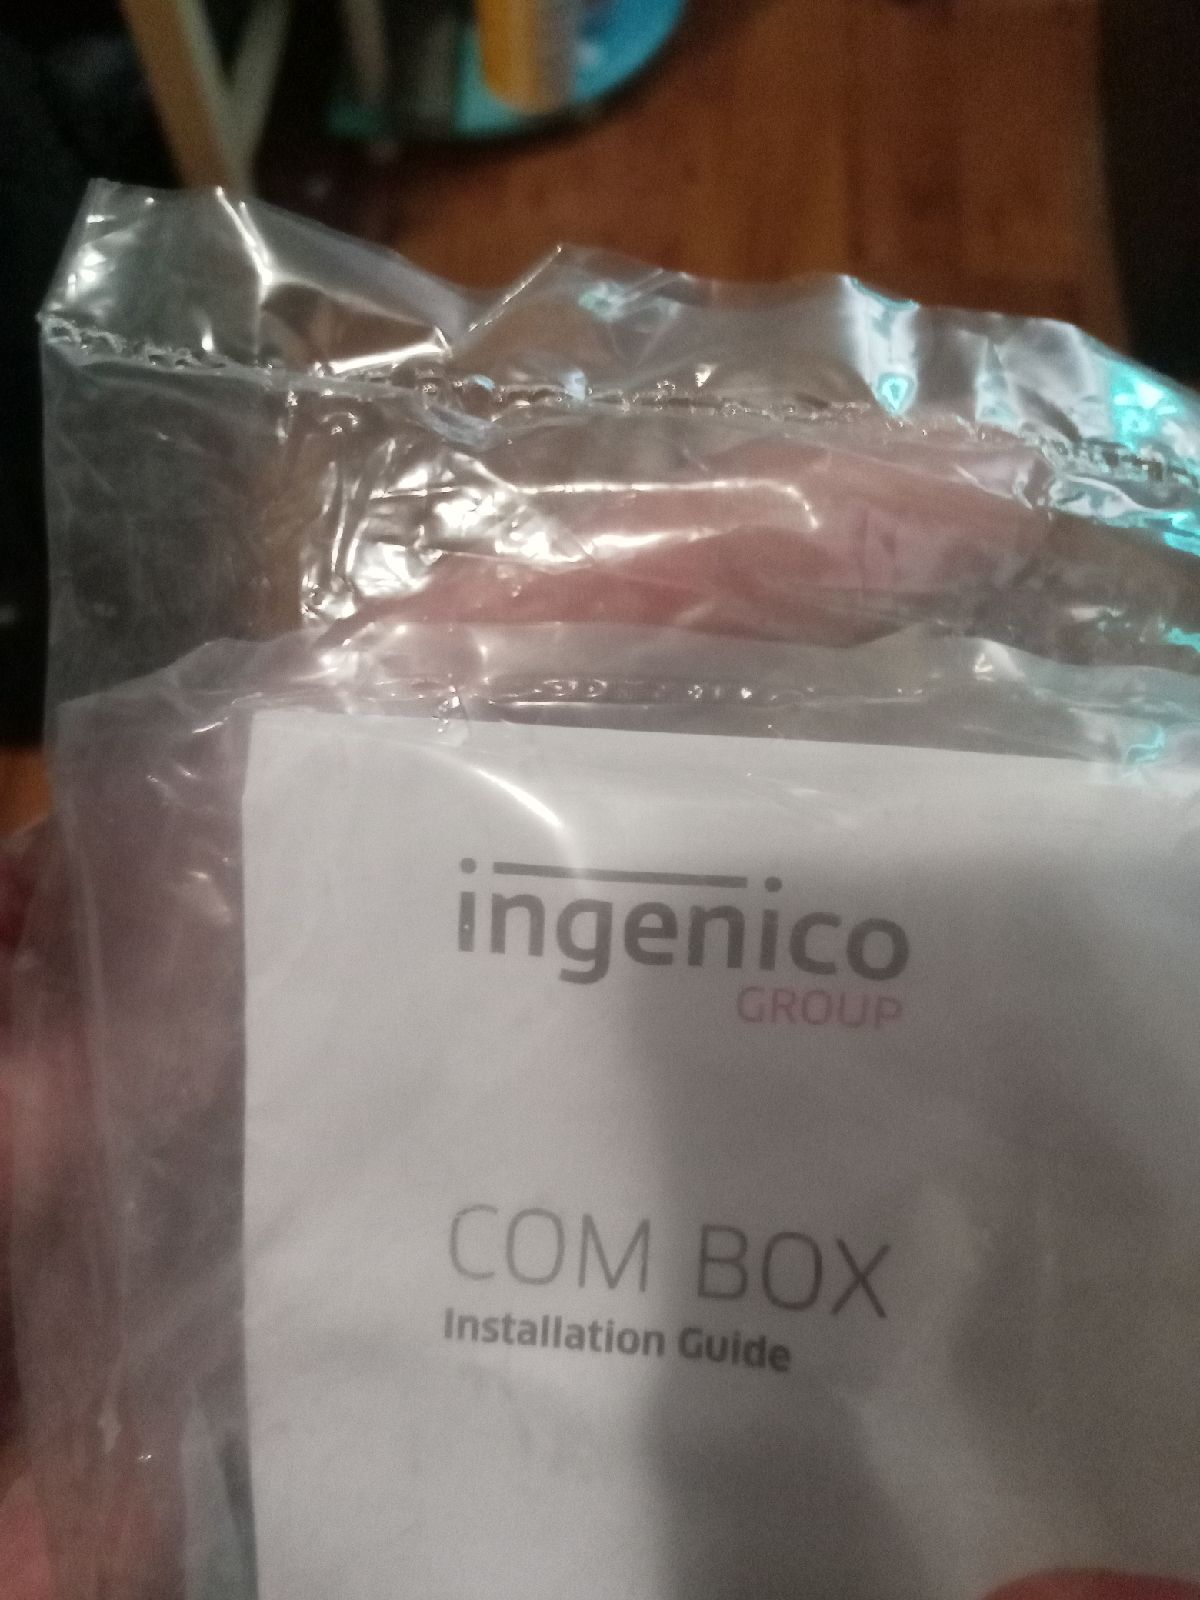 ingenico
GROUP
COM BOX
Installation Guide